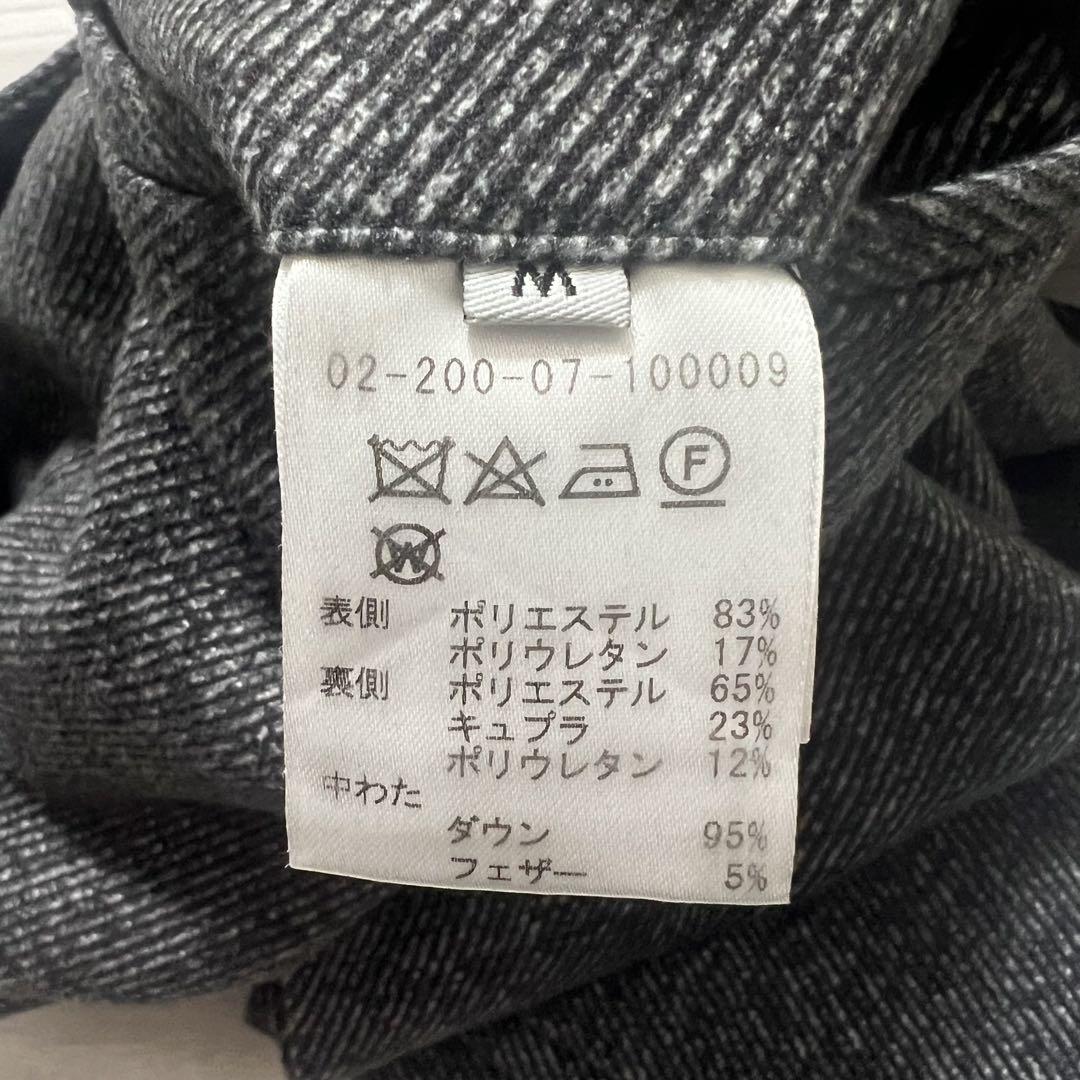 M
02-200-07-100009
F
W
表側 ポリエステル 83%
ポリウレタン 17%
裏側 ポリエステル 65%
キュプラ 23%
ポリウレタン 12%
中わた
ダウン 95%
フェザー 5%